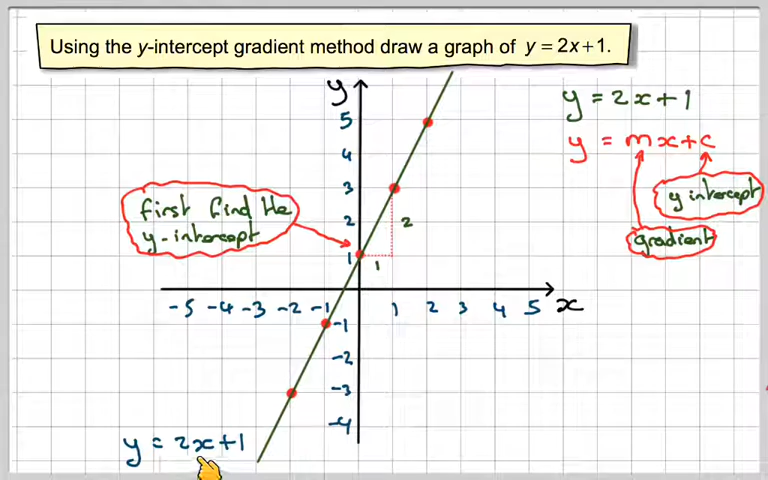 Using the y-intercept gradient method draw a graph of y = 2x+1.
y
y = 2x+1
y = mx+c
y intercept
gradient
first find the
y-intercept
5
4
3
2
1
2
1
-5 -4 -3 -2 -1 1 2 3 4 5 x
-1
-2
-3
-4
y = 2x+1